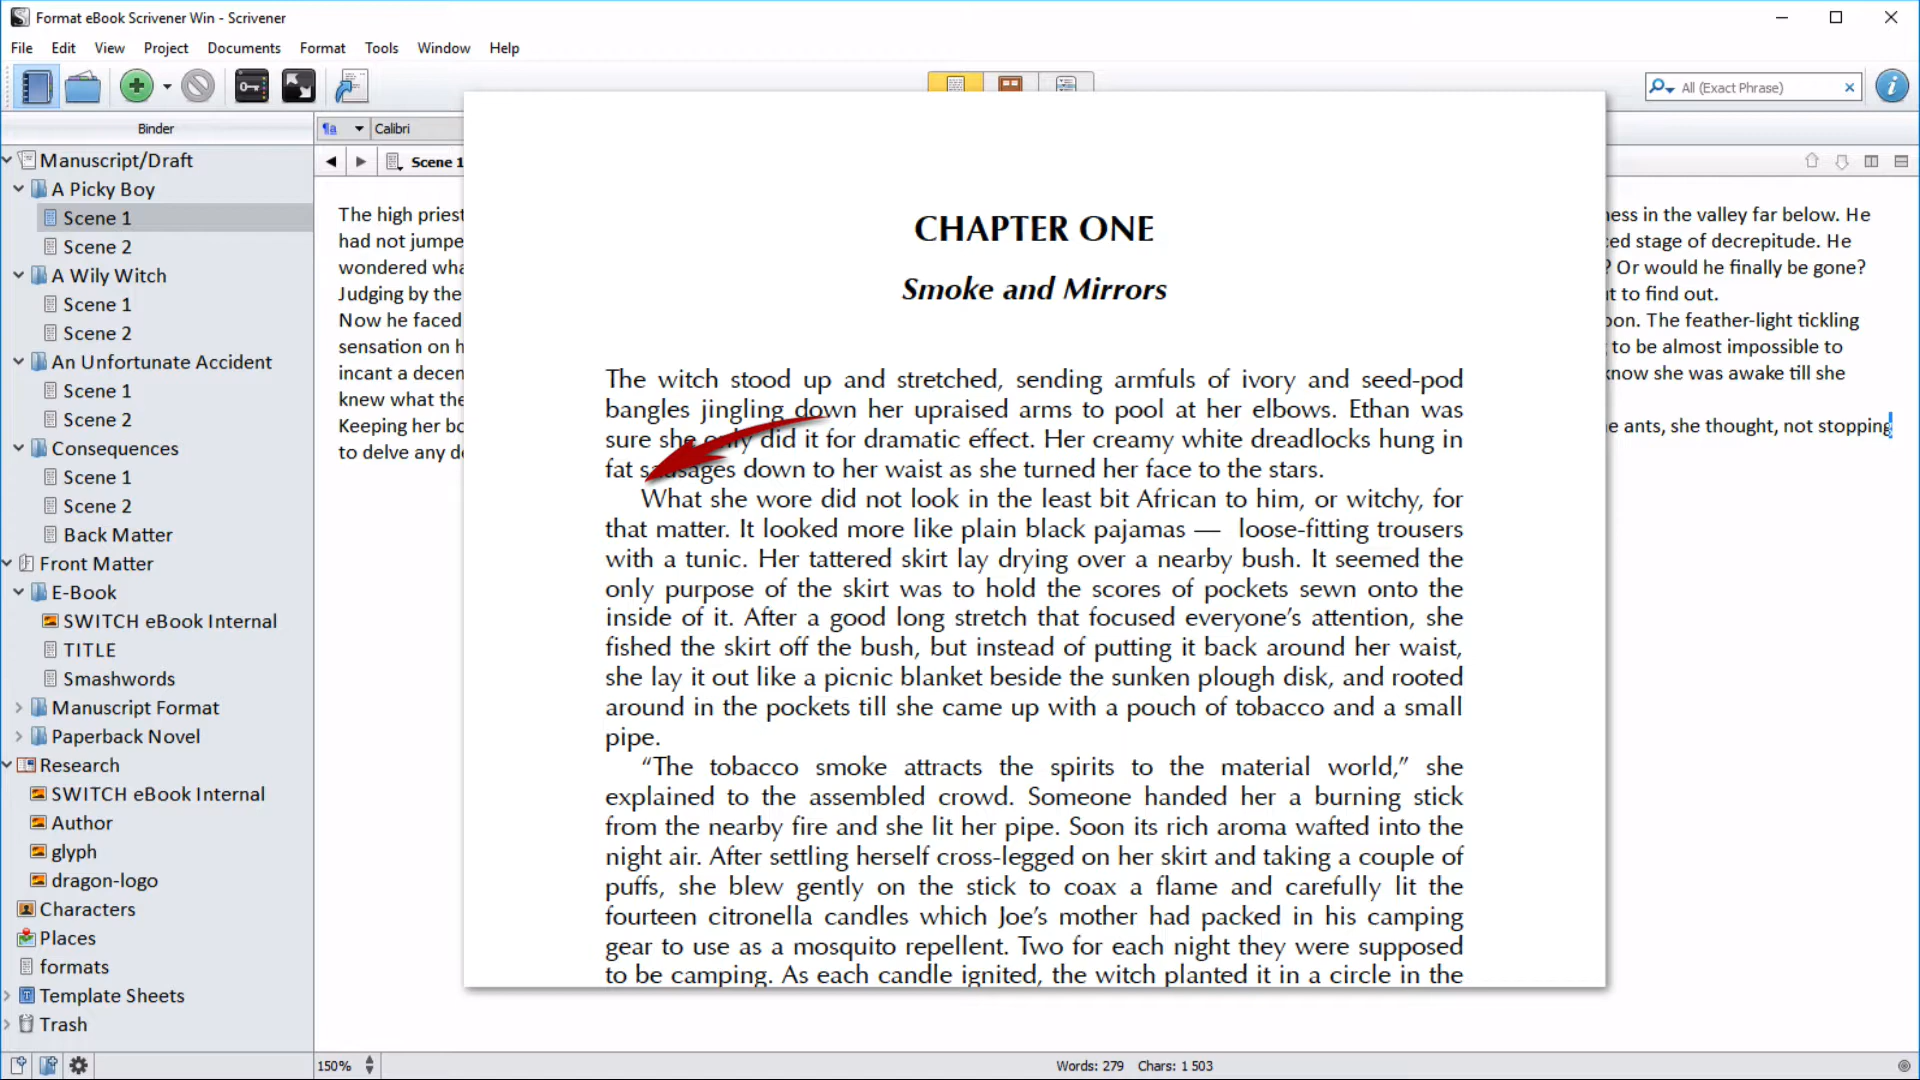 Format eBook Scrivener Win - Scrivener
File Edit View Project Documents Format Tools Window Help
All (Exact Phrase)
Binder
Calibri
Manuscript/Draft
A Picky Boy
Scene 1
Scene 2
A Wily Witch
Scene 1
Scene 2
An Unfortunate Accident
Scene 1
Scene 2
Consequences
Scene 1
Scene 2
Back Matter
Front Matter
E-Book
SWITCH eBook Internal
TITLE
Smashwords
Manuscript Format
Paperback Novel
Research
SWITCH eBook Internal
Author
glyph
dragon-logo
Characters
Places
formats
Template Sheets
Trash
Scene 1
The high priest
had not jumpe
wondered wha
Judging by the
Now he faced
sensation on h
incant a decen
knew what the
Keeping her bo
to delve any d
CHAPTER ONE
Smoke and Mirrors
The witch stood up and stretched, sending armfuls of ivory and seed-pod
bangles jingling down her upraised arms to pool at her elbows. Ethan was
sure she only did it for dramatic effect. Her creamy white dreadlocks hung in
fat sausages down to her waist as she turned her face to the stars.
What she wore did not look in the least bit African to him, or witchy, for
that matter. It looked more like plain black pajamas — loose-fitting trousers
with a tunic. Her tattered skirt lay drying over a nearby bush. It seemed the
only purpose of the skirt was to hold the scores of pockets sewn onto the
inside of it. After a good long stretch that focused everyone’s attention, she
fished the skirt off the bush, but instead of putting it back around her waist,
she lay it out like a picnic blanket beside the sunken plough disk, and rooted
around in the pockets till she came up with a pouch of tobacco and a small
pipe.
“The tobacco smoke attracts the spirits to the material world,” she
explained to the assembled crowd. Someone handed her a burning stick
from the nearby fire and she lit her pipe. Soon its rich aroma wafted into the
night air. After settling herself cross-legged on her skirt and taking a couple of
puffs, she blew gently on the stick to coax a flame and carefully lit the
fourteen citronella candles which Joe’s mother had packed in his camping
gear to use as a mosquito repellent. Two for each night they were supposed
to be camping. As each candle ignited, the witch planted it in a circle in the
ness in the valley far below. He
ced stage of decrepitude. He
? Or would he finally be gone?
t to find out.
oon. The feather-light tickling
to be almost impossible to
know she was awake till she
e ants, she thought, not stopping
150%
Words: 279 Chars: 1 503